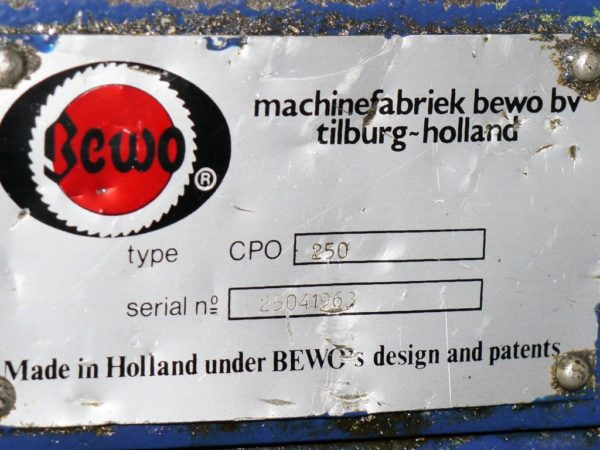 Bewo ®
machinefabriek bewo bv
tilburg~holland
type CPO 250
serial nº 25041963
Made in Holland under BEWO's design and patents